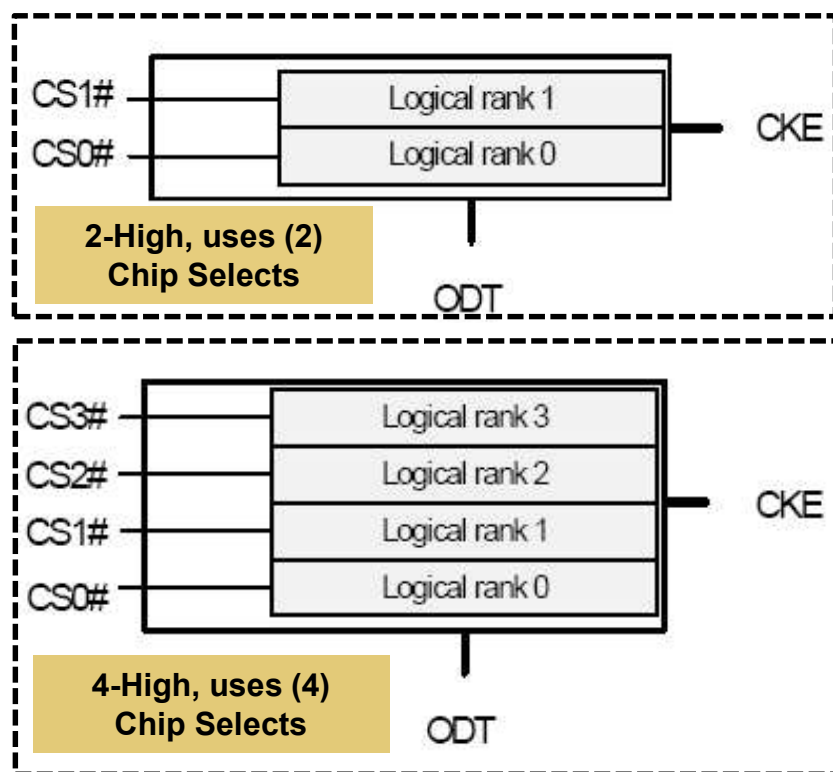 CS1#
Logical rank 1
CKE
CS0#
Logical rank 0
2-High, uses (2)
Chip Selects
ODT
CS3#
Logical rank 3
CS2#
Logical rank 2
CKE
CS1#
Logical rank 1
CS0#
Logical rank 0
4-High, uses (4)
Chip Selects
ODT